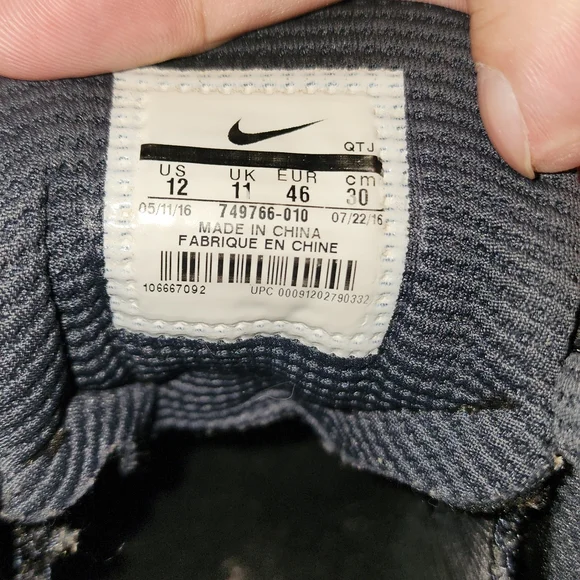 QTJ
US UK EUR cm
12 11 46 30
05/11/16 749766-010 07/22/16
MADE IN CHINA
FABRIQUE EN CHINE
106667092 UPC 00091202790332